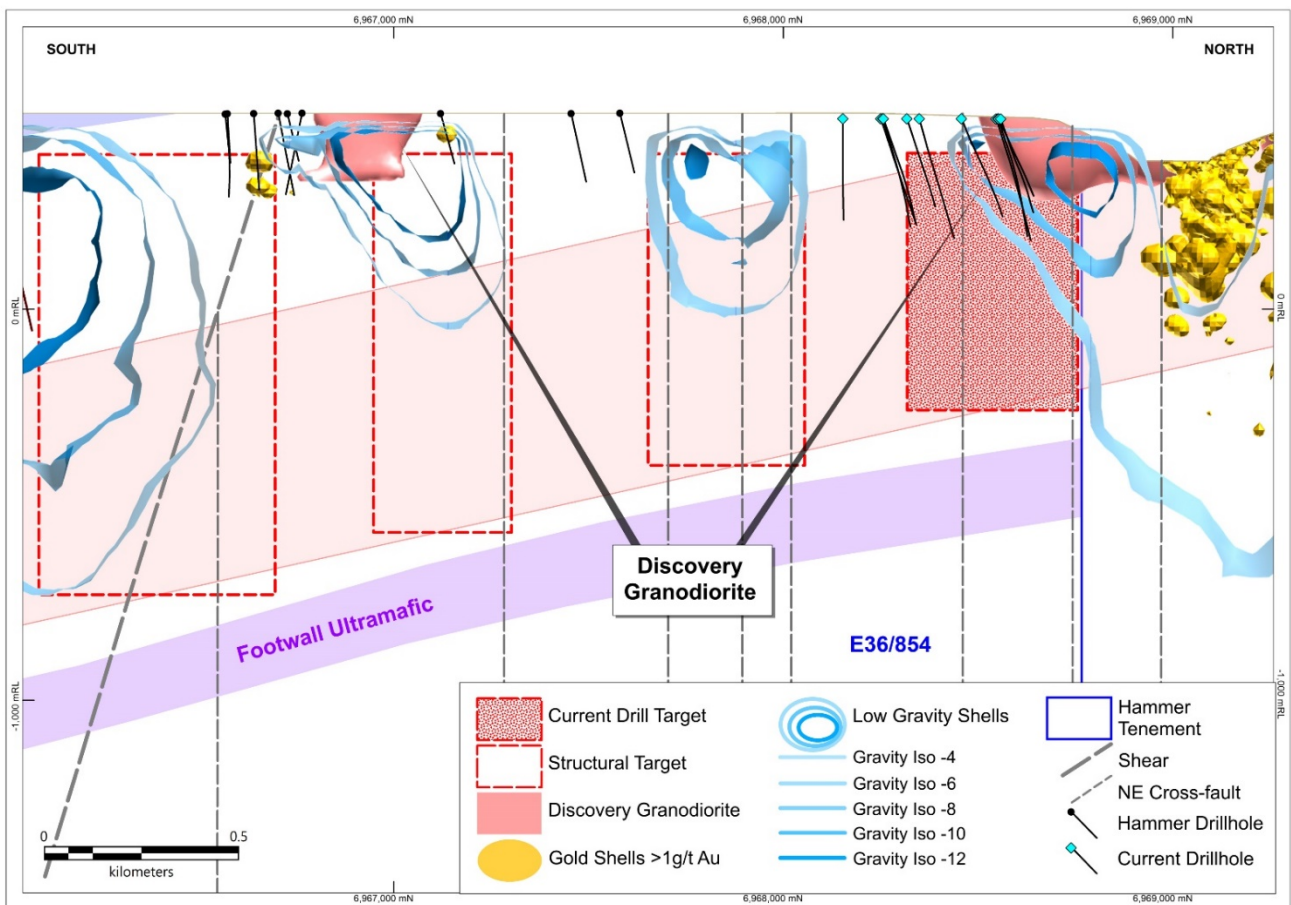 6,967,000 mN
6,968,000 mN
6,969,000 mN
SOUTH
NORTH
0 mRL
0 mRL
Discovery
Granodiorite
Footwall Ultramafic
E36/854
-1,000 mRL
-1,000 mRL
Current Drill Target
Structural Target
Discovery Granodiorite
Gold Shells >1g/t Au
Low Gravity Shells
Gravity Iso -4
Gravity Iso -6
Gravity Iso -8
Gravity Iso -10
Gravity Iso -12
Hammer
Tenement
Shear
NE Cross-fault
Hammer Drillhole
Current Drillhole
0
0.5
kilometers
6,967,000 mN
6,968,000 mN
6,969,000 mN